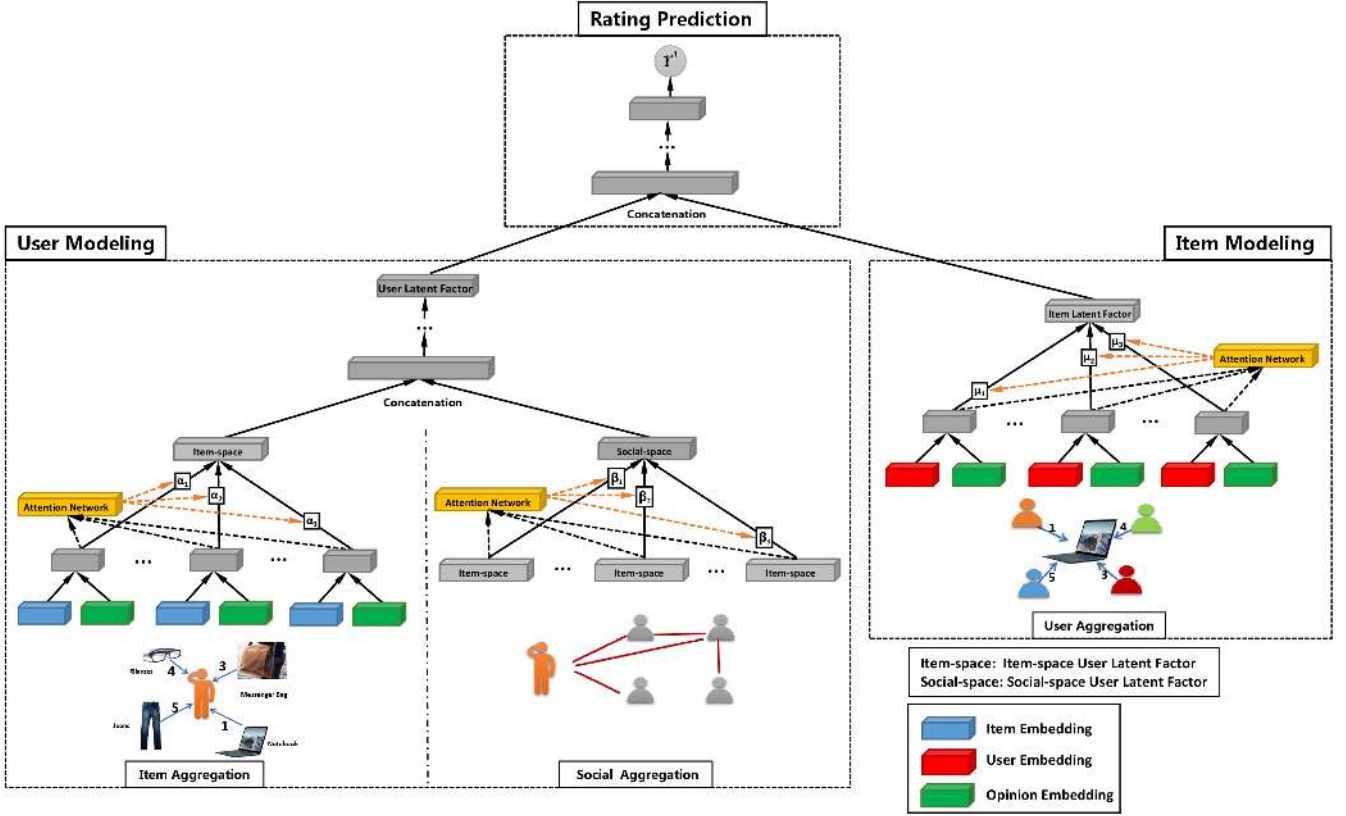 Rating Prediction
r'
...
Concatenation
User Modeling
User Latent Factor
...
Concatenation
Item-space
Social-space
α1
α2
α3
Attention Network
β1
β2
β3
Attention Network
... ...
Item-space ... Item-space ... Item-space
Glasses
4
3
Messenger Bag
Jeans
5
1
Notebook
Item Aggregation
Social Aggregation
Item Modeling
Item Latent Factor
μ3
μ2
μ1
Attention Network
... ...
1
4
5
3
User Aggregation
Item-space: Item-space User Latent Factor
Social-space: Social-space User Latent Factor
Item Embedding
User Embedding
Opinion Embedding